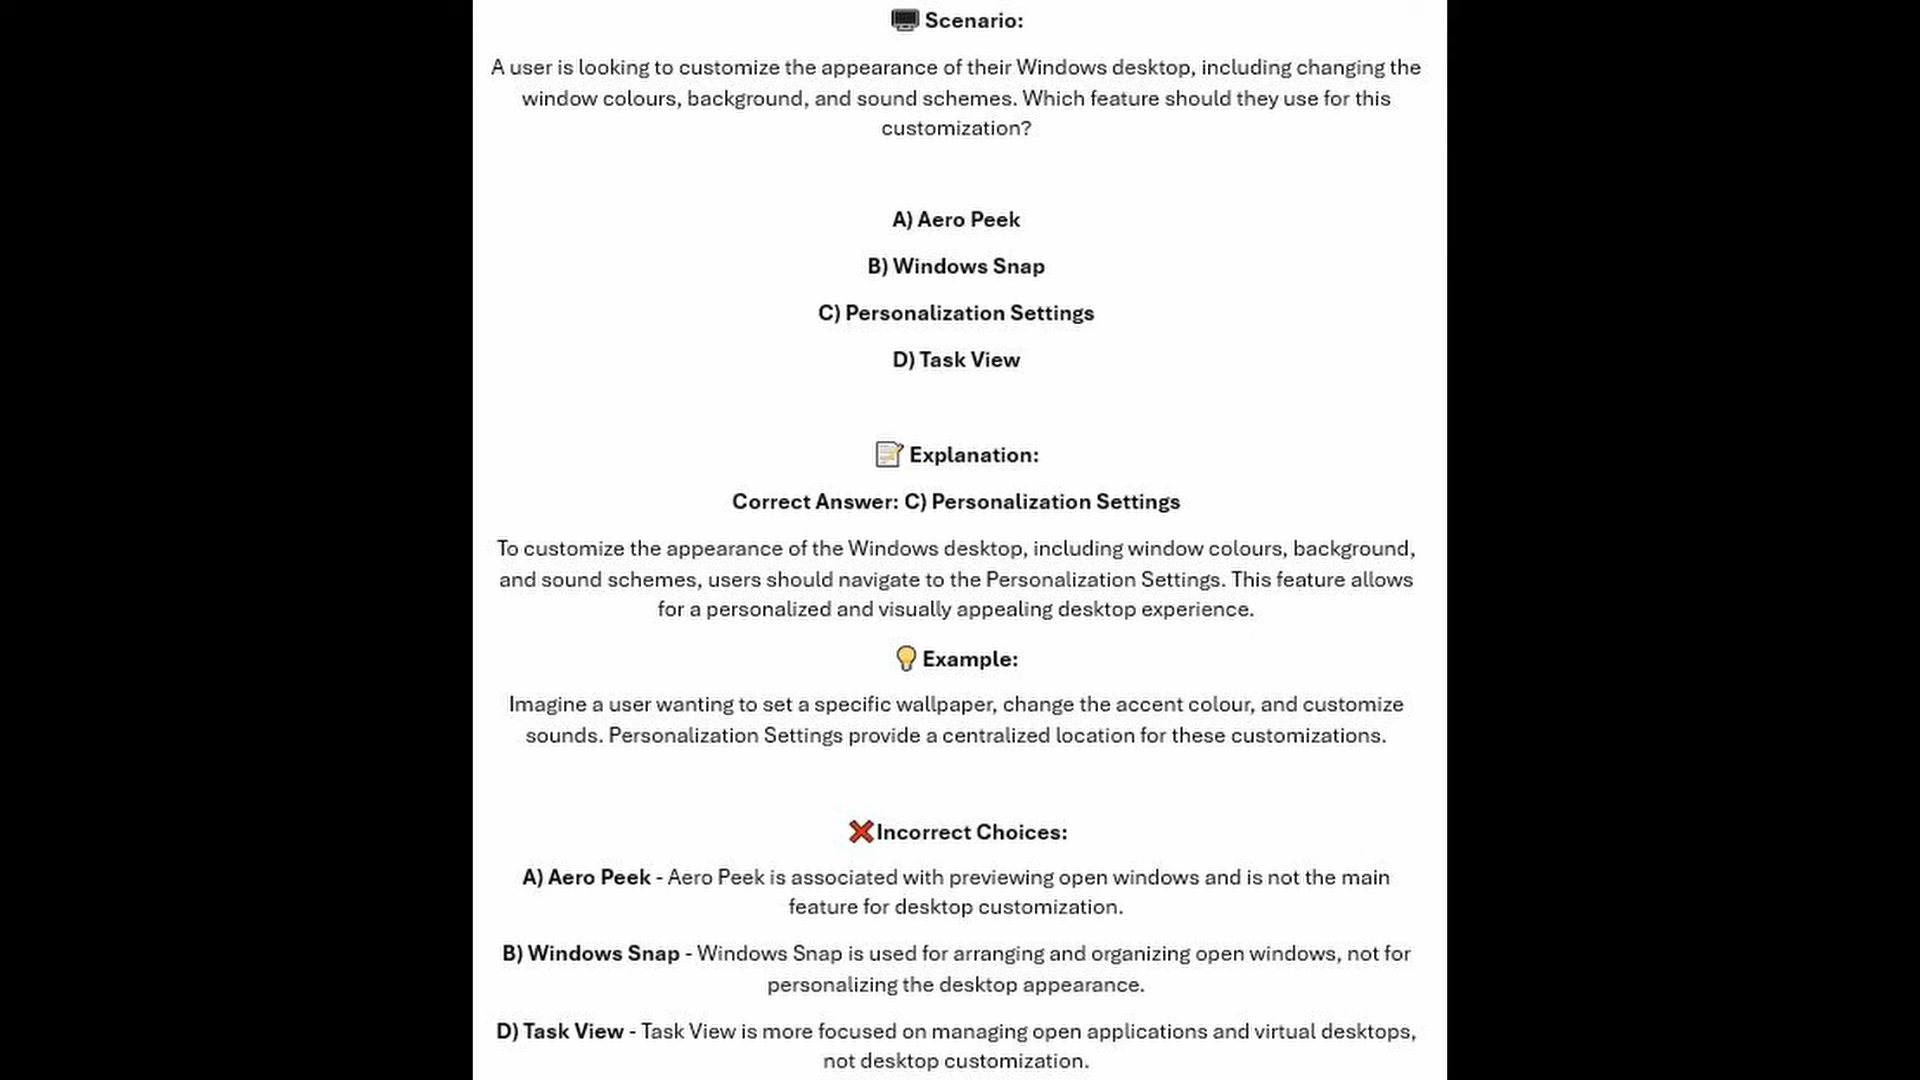 Scenario:
A user is looking to customize the appearance of their Windows desktop, including changing the
window colours, background, and sound schemes. Which feature should they use for this
customization?
A) Aero Peek
B) Windows Snap
C) Personalization Settings
D) Task View
Explanation:
Correct Answer: C) Personalization Settings
To customize the appearance of the Windows desktop, including window colours, background,
and sound schemes, users should navigate to the Personalization Settings. This feature allows
for a personalized and visually appealing desktop experience.
Example:
Imagine a user wanting to set a specific wallpaper, change the accent colour, and customize
sounds. Personalization Settings provide a centralized location for these customizations.
Incorrect Choices:
A) Aero Peek - Aero Peek is associated with previewing open windows and is not the main
feature for desktop customization.
B) Windows Snap - Windows Snap is used for arranging and organizing open windows, not for
personalizing the desktop appearance.
D) Task View - Task View is more focused on managing open applications and virtual desktops,
not desktop customization.